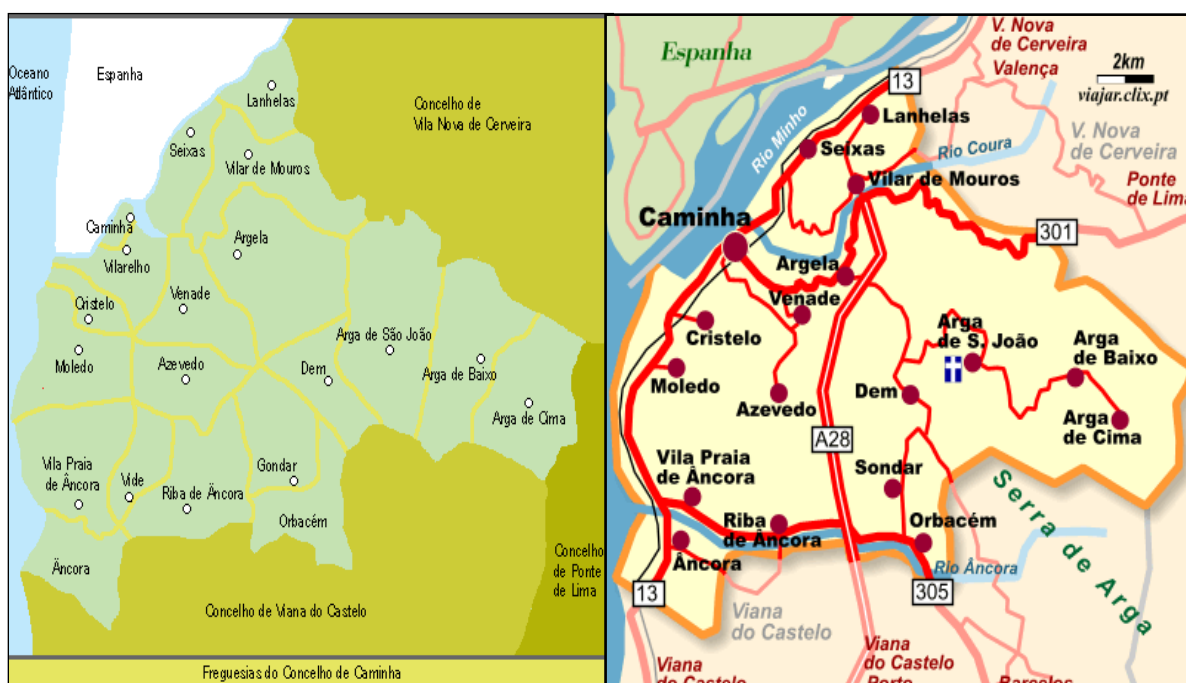 Oceano
Atlântico
Espanha
Lanhelas
Concelho de
Vila Nova de Cerveira
Seixas
Vilar de Mouros
Caminha
Vilarelho
Argela
Cristelo
Venade
Moledo
Azevedo
Arga de São João
Dem
Arga de Baixo
Arga de Cima
Vila Praia
de Âncora
Vide
Riba de Âncora
Gondar
Orbacém
Âncora
Concelho
de Ponte
de Lima
Concelho de Viana do Castelo
Freguesias do Concelho de Caminha
Espanha
V. Nova
de Cerveira
Valença
2km
viajar.clix.pt
13
Rio Minho
Lanhelas
Seixas
Rio Coura
V. Nova
de Cerveira
Vilar de Mouros
Ponte
de Lima
Caminha
301
Argela
Venade
Cristelo
Arga
de S. João
Arga
de Baixo
Moledo
Azevedo
Dem
Arga
de Cima
A28
Vila Praia
de Âncora
Sondar
Serra de Arga
Riba
de Âncora
Orbacém
Âncora
Rio Âncora
13
305
Viana
do Castelo
Viana
do Castelo
Porto
Viana
do Castelo
Barcelos